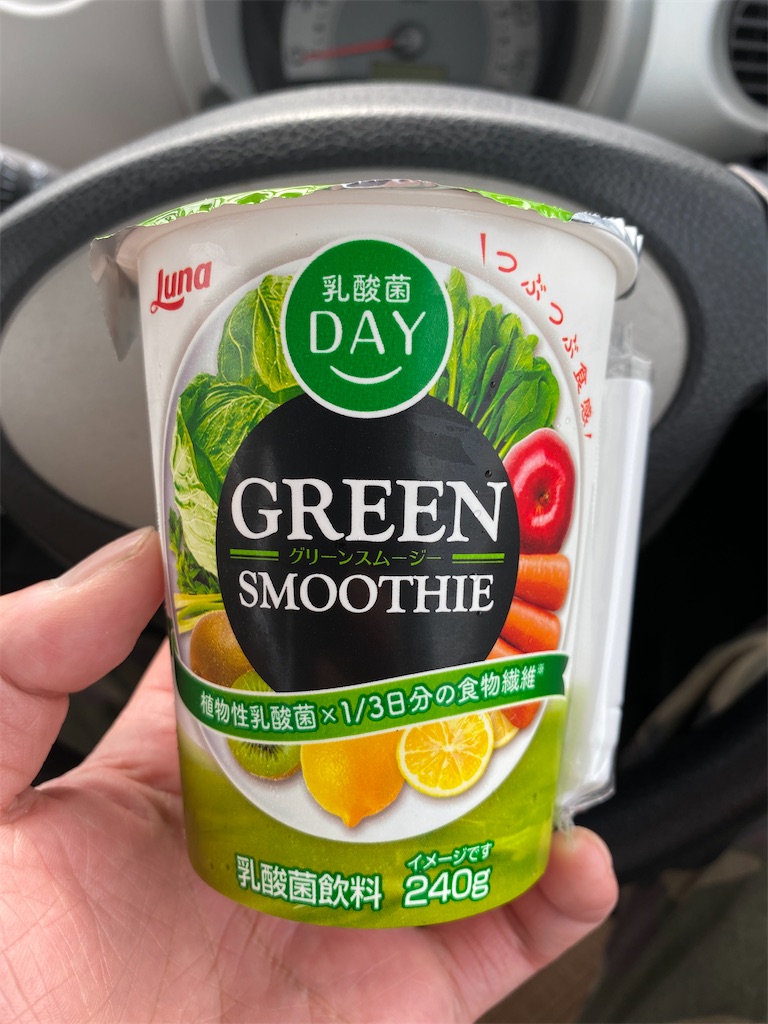 Luna
乳酸菌
DAY
つぶつぶ食感!
GREEN
グリーンスムージー
SMOOTHIE
植物性乳酸菌×1/3日分の食物繊維※
乳酸菌飲料
イメージです
240g